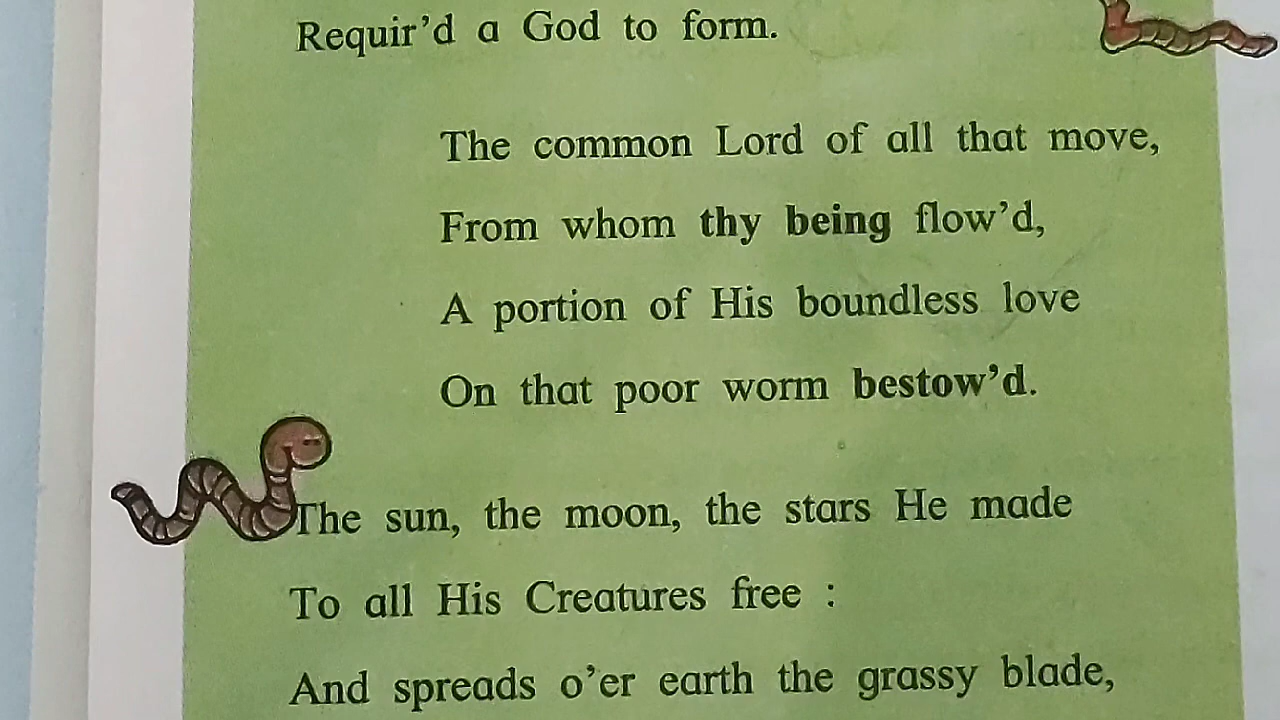 Requir'd a God to form.
The common Lord of all that move,
From whom thy being flow'd,
A portion of His boundless love
On that poor worm bestow'd.
The sun, the moon, the stars He made
To all His Creatures free :
And spreads o'er earth the grassy blade,